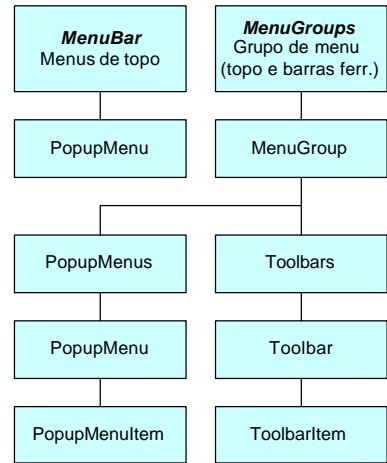 MenuBar
Menus de topo
MenuGroups
Grupo de menu
(topo e barras ferr.)
PopupMenu
MenuGroup
PopupMenus
Toolbars
PopupMenu
Toolbar
PopupMenuItem
ToolbarItem